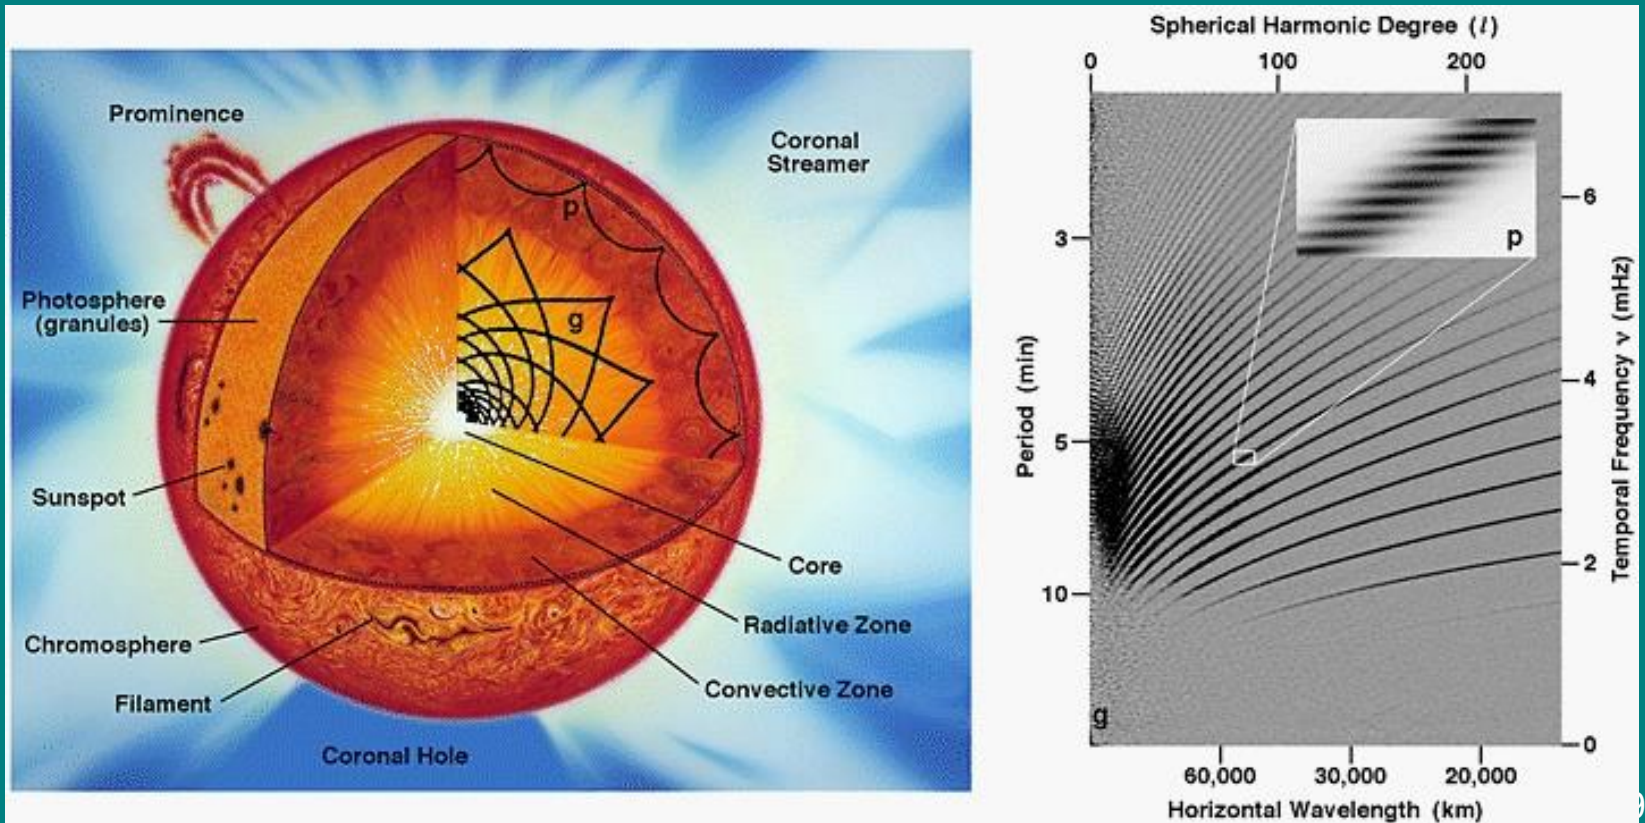 Prominence
Coronal
Streamer
p
g
Photosphere
(granules)
Sunspot
Core
Radiative Zone
Chromosphere
Convective Zone
Filament
Coronal Hole
Spherical Harmonic Degree (l)
0
100
200
p
6
3
4
5
2
10
0
g
Period (min)
Temporal Frequency ν (mHz)
60,000
30,000
20,000
Horizontal Wavelength (km)